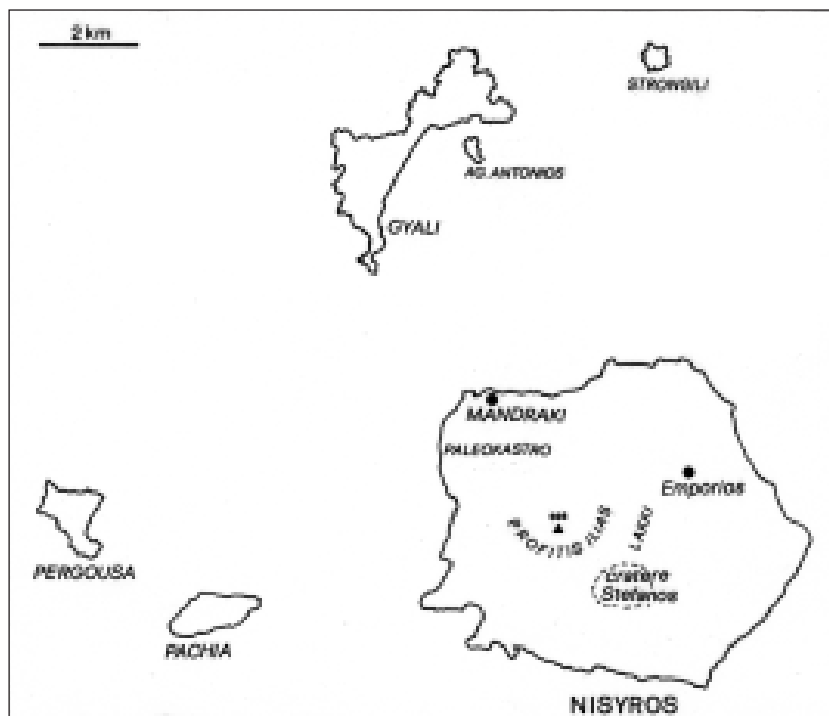 2 km
STRONGILI
AG. ANTONIOS
GYALI
MANDRAKI
PALEOKASTRO
Emporios
PROFITIS ILIAS
LAKKI
cratere
Stefanos
PERGOUSA
PACHIA
NISYROS